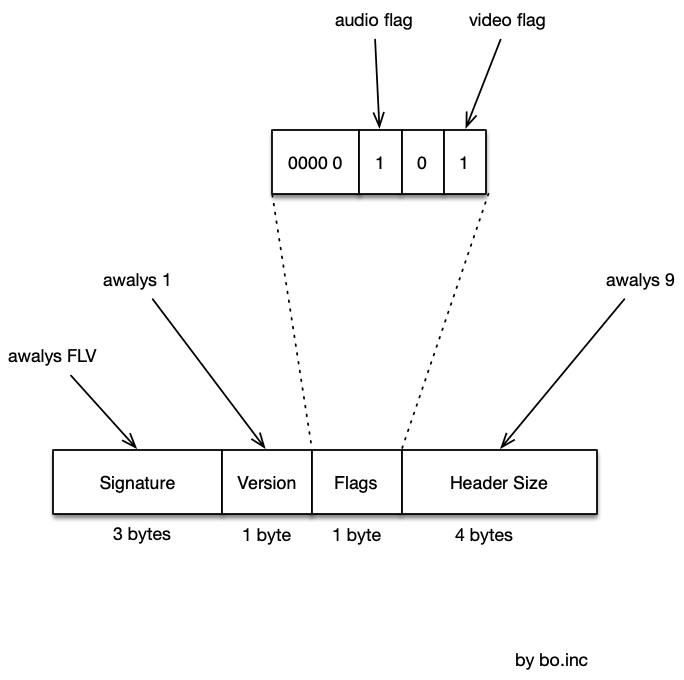 audio flag video flag
0000 0 1 0 1
awalys 1 awalys 9
awalys FLV
Signature Version Flags Header Size
3 bytes 1 byte 1 byte 4 bytes
by bo.inc